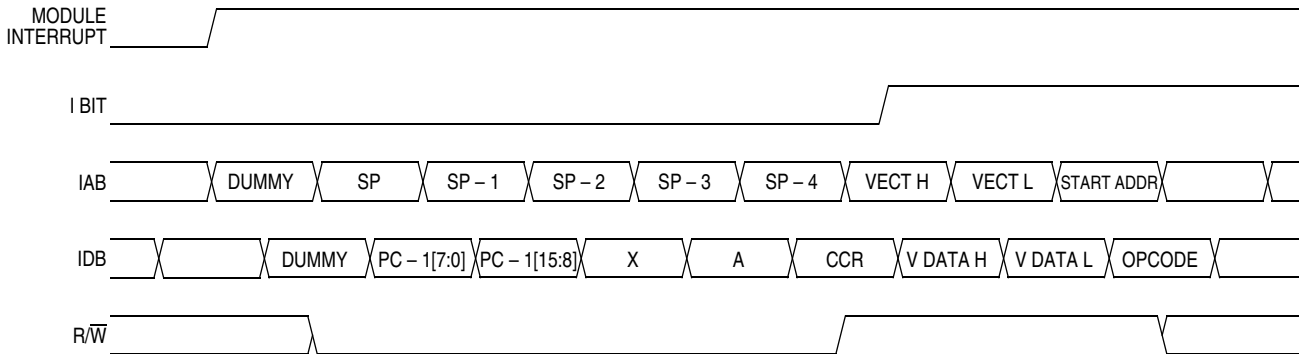 MODULE
INTERRUPT
I BIT
IAB DUMMY SP SP – 1 SP – 2 SP – 3 SP – 4 VECT H VECT L START ADDR
IDB DUMMY PC – 1[7:0] PC – 1[15:8] X A CCR V DATA H V DATA L OPCODE
R/W̅